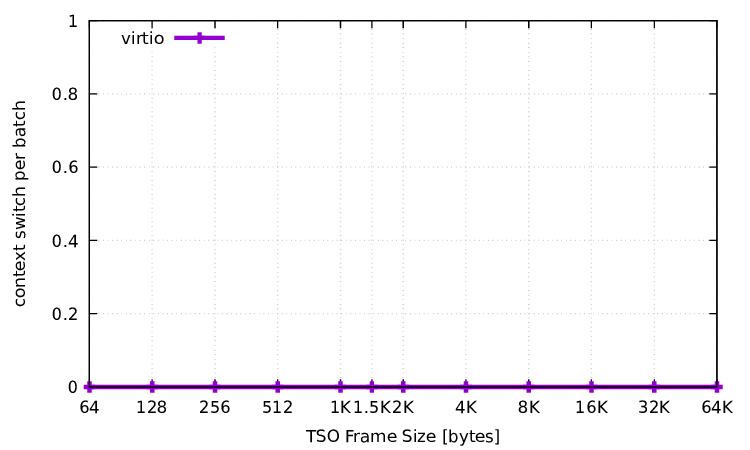 virtio
1
0.8
0.6
0.4
0.2
0
context switch per batch
64 128 256 512 1K 1.5K 2K 4K 8K 16K 32K 64K
TSO Frame Size [bytes]